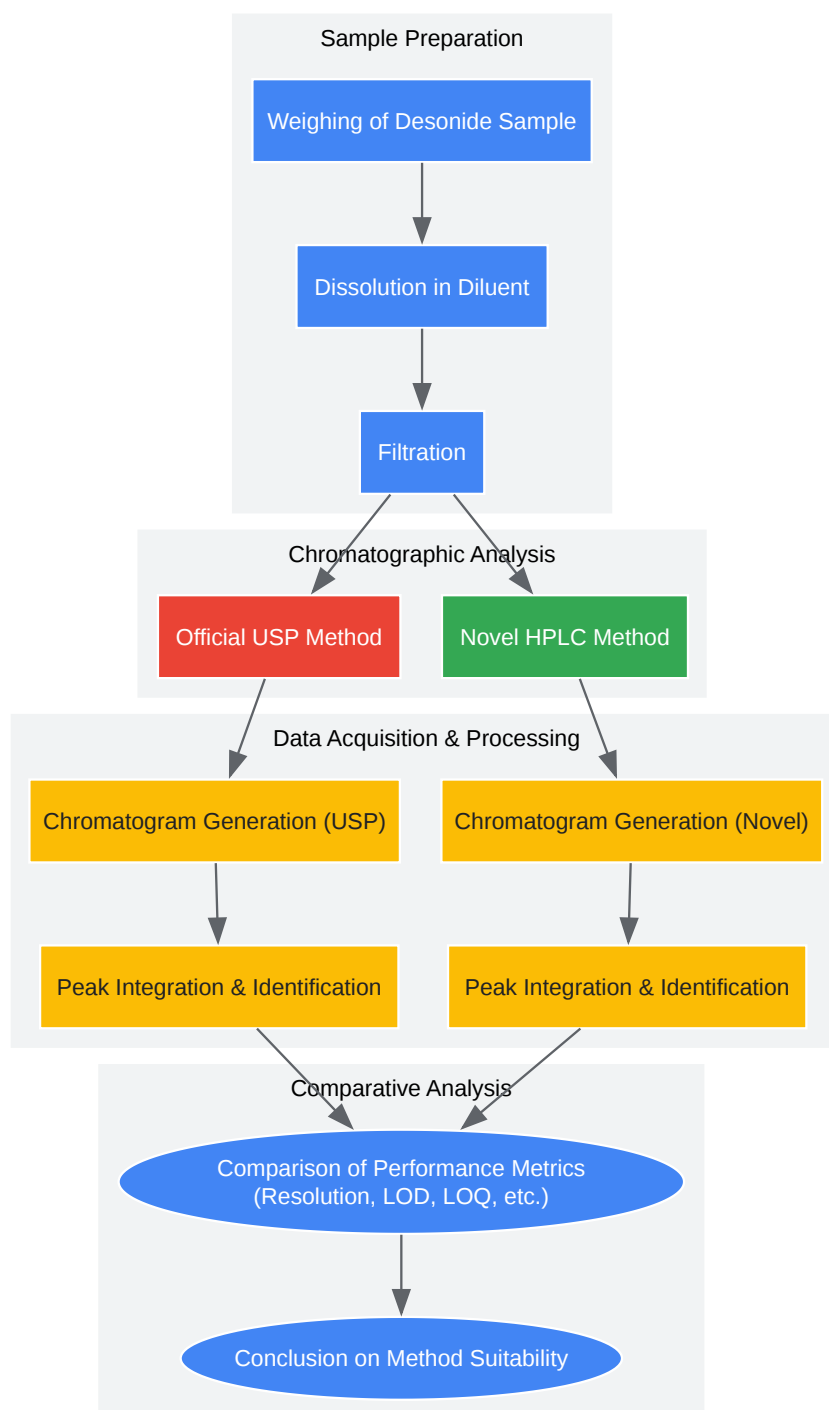 Sample Preparation
Weighing of Desonide Sample
Dissolution in Diluent
Filtration
Chromatographic Analysis
Official USP Method
Novel HPLC Method
Data Acquisition & Processing
Chromatogram Generation (USP)
Chromatogram Generation (Novel)
Peak Integration & Identification
Peak Integration & Identification
Comparative Analysis
Comparison of Performance Metrics
(Resolution, LOD, LOQ, etc.)
Conclusion on Method Suitability